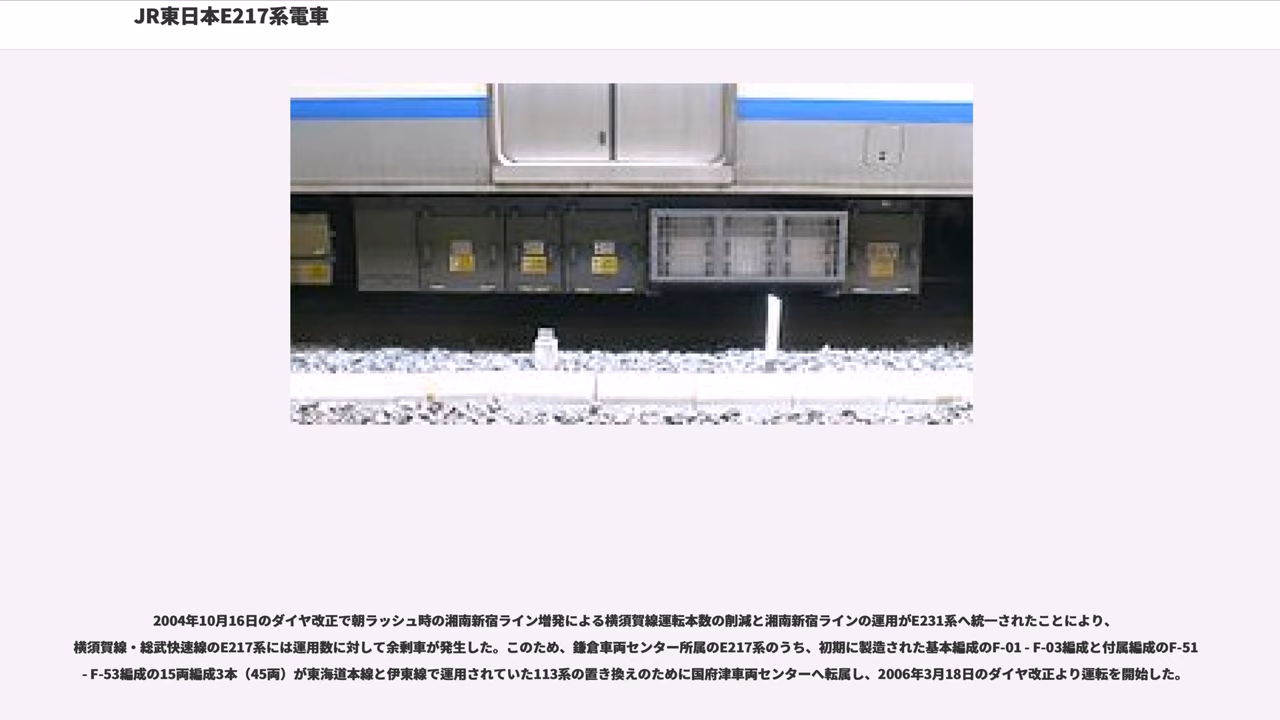 JR東日本E217系電車
2004年10月16日のダイヤ改正で朝ラッシュ時の湘南新宿ライン増発による横須賀線運転本数の削減と湘南新宿ラインの運用がE231系へ統一されたことにより、
横須賀線・総武快速線のE217系には運用数に対して余剰車が発生した。このため、鎌倉車両センター所属のE217系のうち、初期に製造された基本編成のF-01 - F-03編成と付属編成のF-51
- F-53編成の15両編成3本（45両）が東海道本線と伊東線で運用されていた113系の置き換えのために国府津車両センターへ転属し、2006年3月18日のダイヤ改正より運転を開始した。